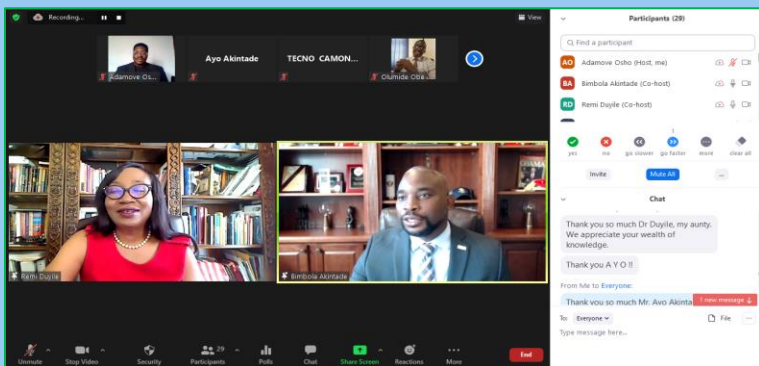 Recording...
View
Adamove Os...
Ayo Akintade
TECNO CAMON...
Olumide Oba
Remi Duyile
Bimbola Akintade
Unmute
Stop Video
Security
29
Participants
Polls
Chat
Share Screen
Reactions
More
End
Participants (29)
Find a participant
AO Adamove Osho (Host, me)
BA Bimbola Akintade (Co-host)
RD Remi Duyile (Co-host)
1
yes
no
go slower
go faster
more
clear all
Invite
Mute All
...
Chat
Thank you so much Dr Duyile, my aunty.
We appreciate your wealth of
knowledge.
Thank you A Y O !!
From Me to Everyone:
Thank you so much Mr. Ayo Akinta
1 new message ↓
To: Everyone
File
...
Type message here...